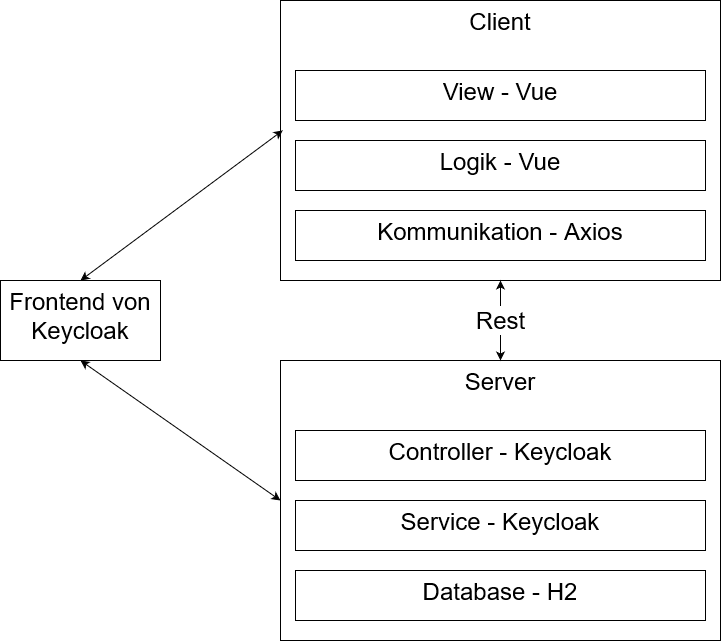 Client
View - Vue
Logik - Vue
Kommunikation - Axios
Frontend von
Keycloak
Rest
Server
Controller - Keycloak
Service - Keycloak
Database - H2